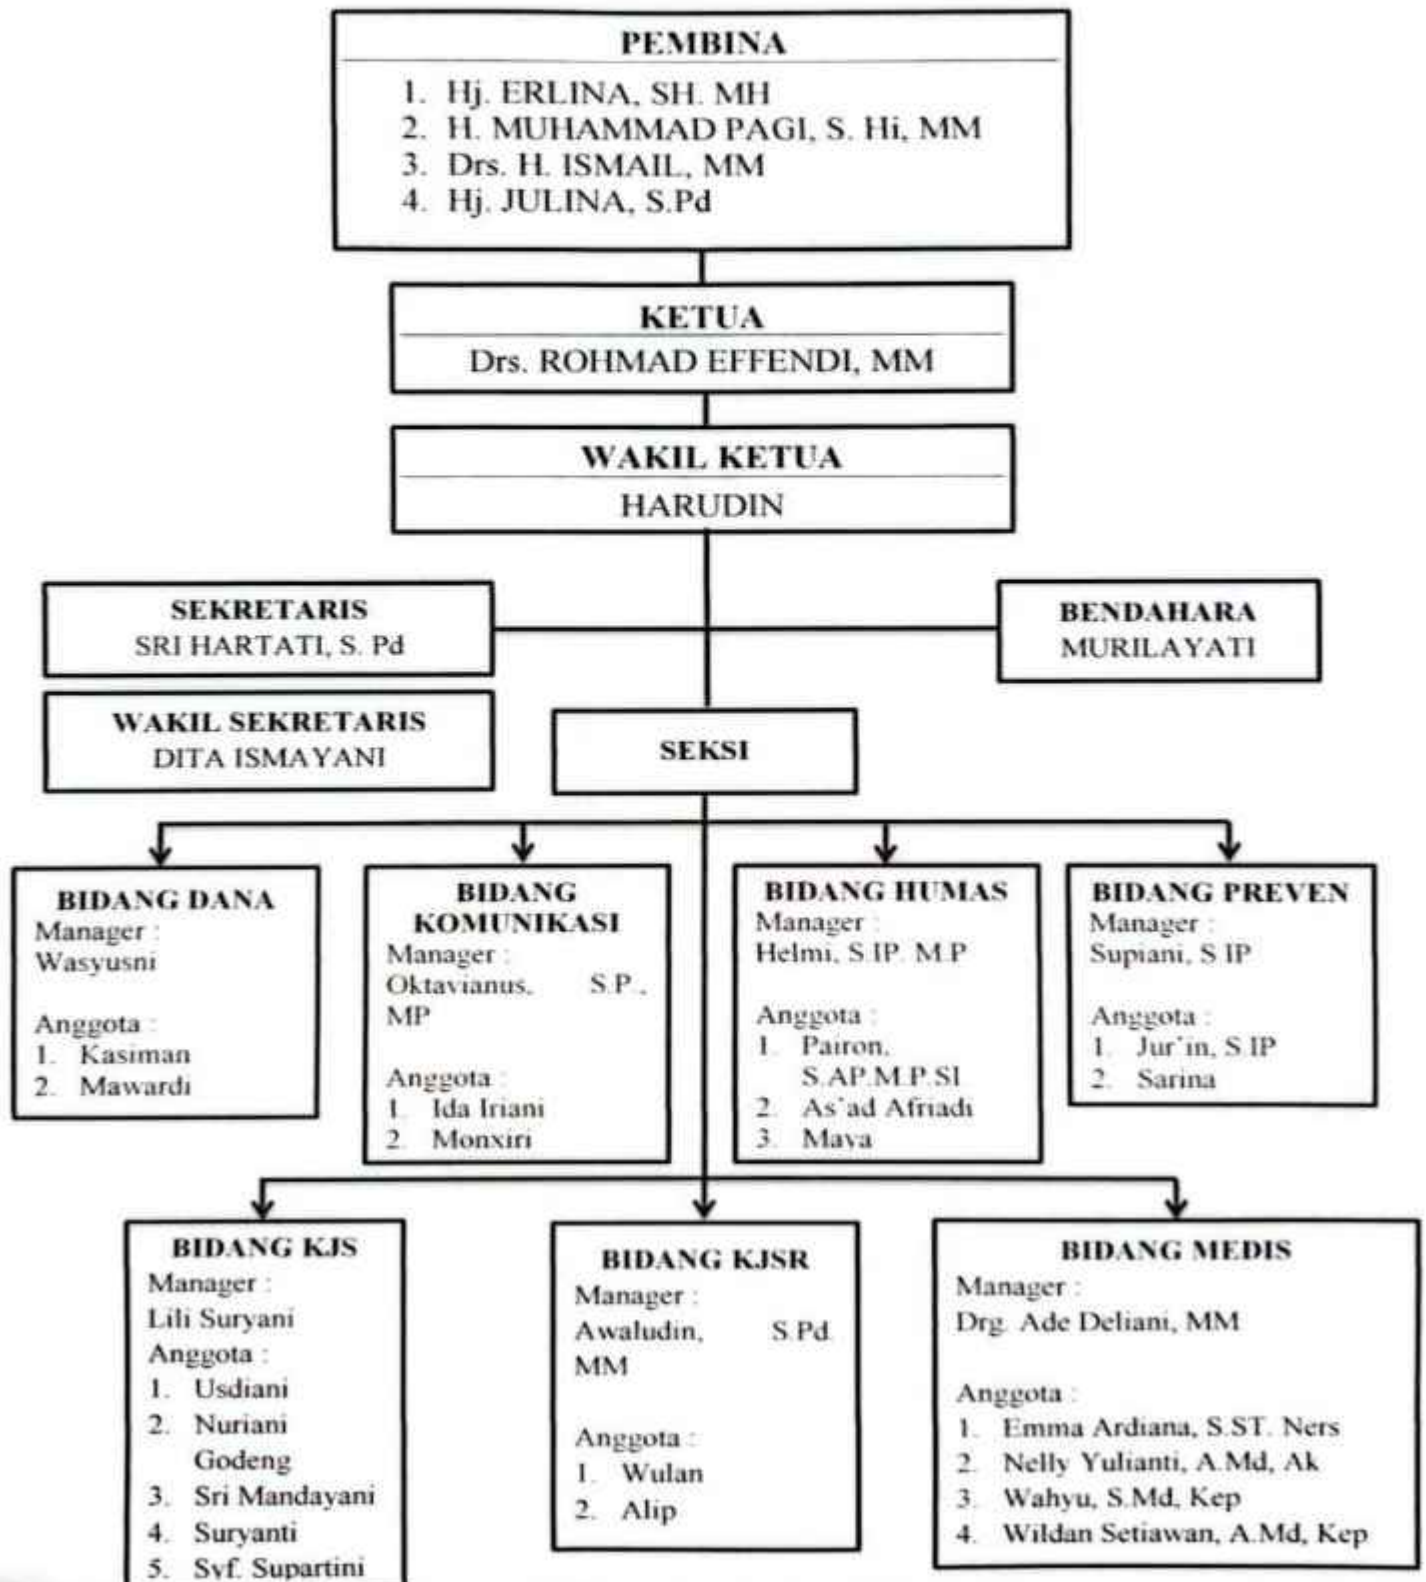 PEMBINA
1. Hj. ERLINA, SH. MH
2. H. MUHAMMAD PAGI, S. Hi, MM
3. Drs. H. ISMAIL, MM
4. Hj. JULINA, S.Pd
KETUA
Drs. ROHMAD EFFENDI, MM
WAKIL KETUA
HARUDIN
SEKRETARIS
SRI HARTATI, S. Pd
BENDAHARA
MURILAYATI
WAKIL SEKRETARIS
DITA ISMAYANI
SEKSI
BIDANG DANA
Manager :
Wasyusni
Anggota :
1. Kasiman
2. Mawardi
BIDANG
KOMUNIKASI
Manager :
Oktavianus, S.P.,
MP
Anggota :
1. Ida Iriani
2. Monxiri
BIDANG HUMAS
Manager :
Helmi, S.IP. M.P
Anggota :
1. Pairon,
S.AP.M.P.SI
2. As'ad Afriadi
3. Maya
BIDANG PREVEN
Manager :
Supiani, S.IP
Anggota :
1. Jur'in, S.IP
2. Sarina
BIDANG KJS
Manager :
Lili Suryani
Anggota :
1. Usdiani
2. Nuriani
Godeng
3. Sri Mandayani
4. Suryanti
5. Syf. Supartini
BIDANG KJSR
Manager :
Awaludin, S.Pd.
MM
Anggota :
1. Wulan
2. Alip
BIDANG MEDIS
Manager :
Drg. Ade Deliani, MM
Anggota :
1. Emma Ardiana, S.ST. Ners
2. Nelly Yulianti, A.Md, Ak
3. Wahyu, S.Md, Kep
4. Wildan Setiawan, A.Md, Kep